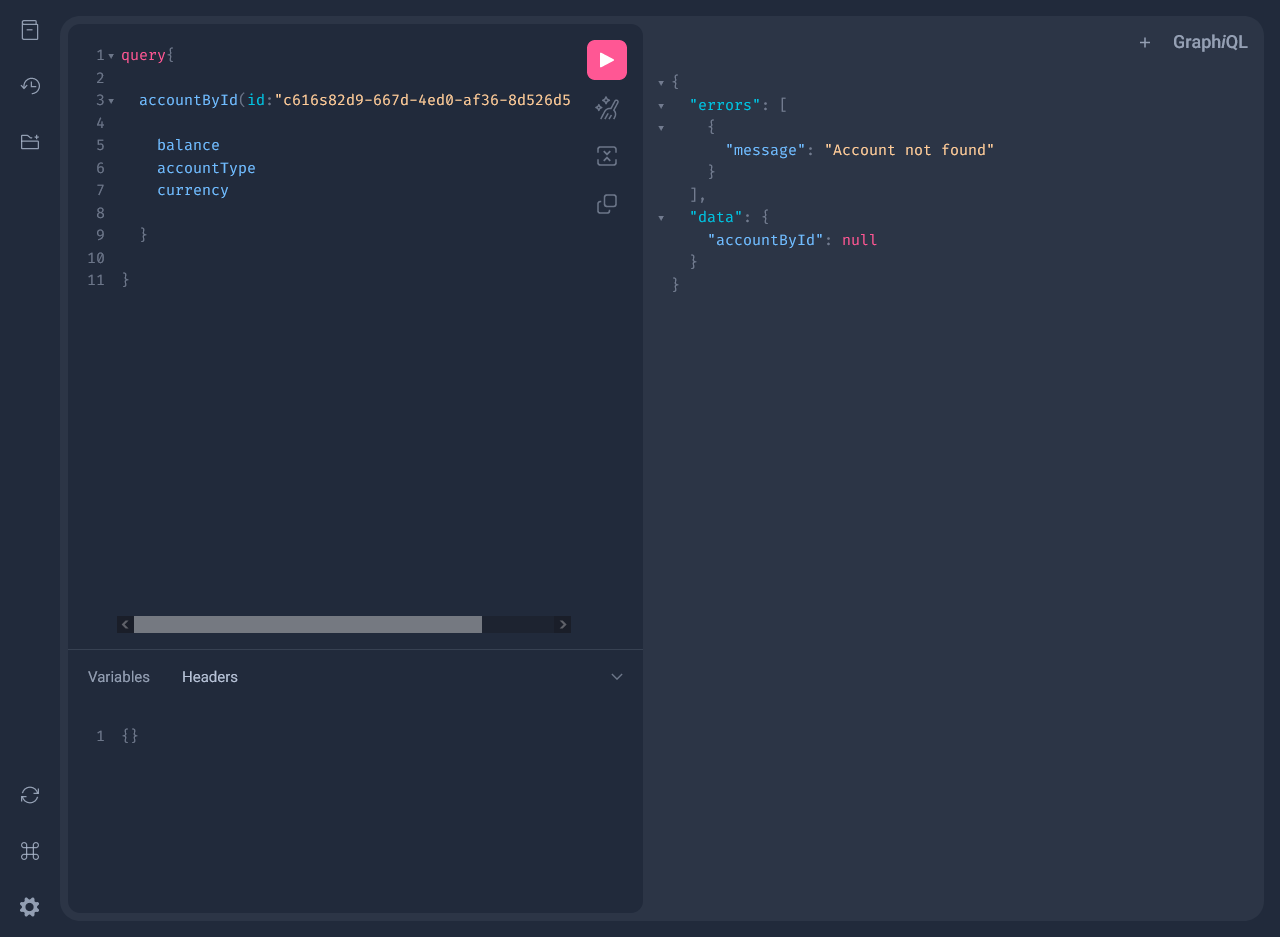 1 query{
2
3 accountById(id:"c616s82d9-667d-4ed0-af36-8d526d5
4
5 balance
6 accountType
7 currency
8
9 }
10
11 }
Variables Headers
1 {}
+ GraphiQL
{
"errors": [
{
"message": "Account not found"
}
],
"data": {
"accountById": null
}
}